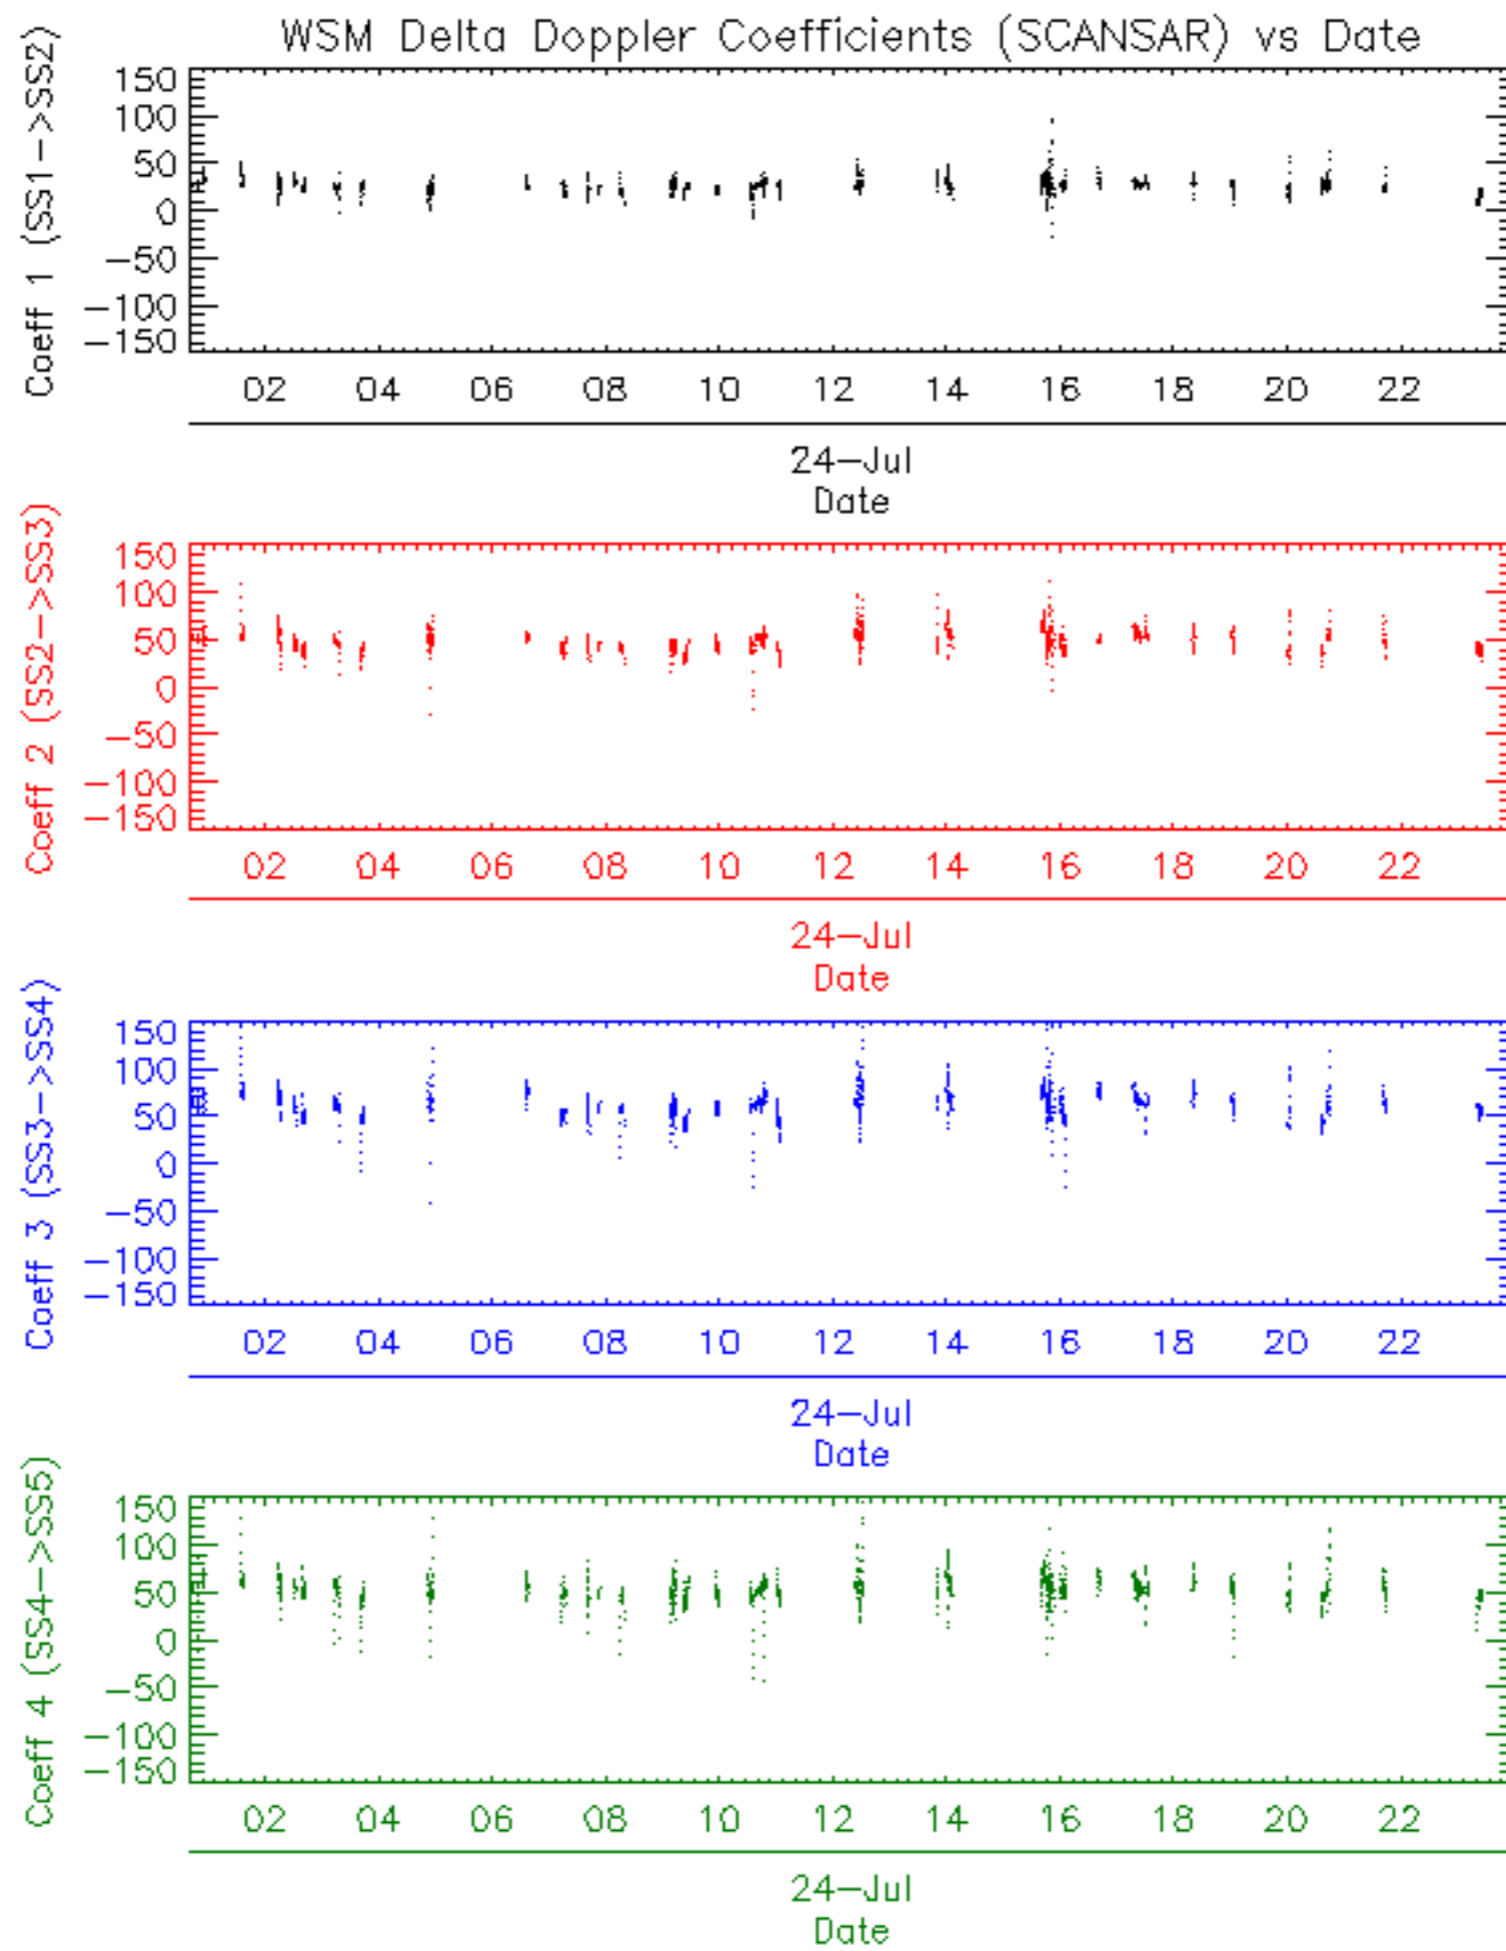 WSM Delta Doppler Coefficients (SCANSAR) vs Date
Coeff 1 (SS1->SS2)
150
100
50
0
-50
-100
-150
02 04 06 08 10 12 14 16 18 20 22
24-Jul
Date
Coeff 2 (SS2->SS3)
150
100
50
0
-50
-100
-150
02 04 06 08 10 12 14 16 18 20 22
24-Jul
Date
Coeff 3 (SS3->SS4)
150
100
50
0
-50
-100
-150
02 04 06 08 10 12 14 16 18 20 22
24-Jul
Date
Coeff 4 (SS4->SS5)
150
100
50
0
-50
-100
-150
02 04 06 08 10 12 14 16 18 20 22
24-Jul
Date